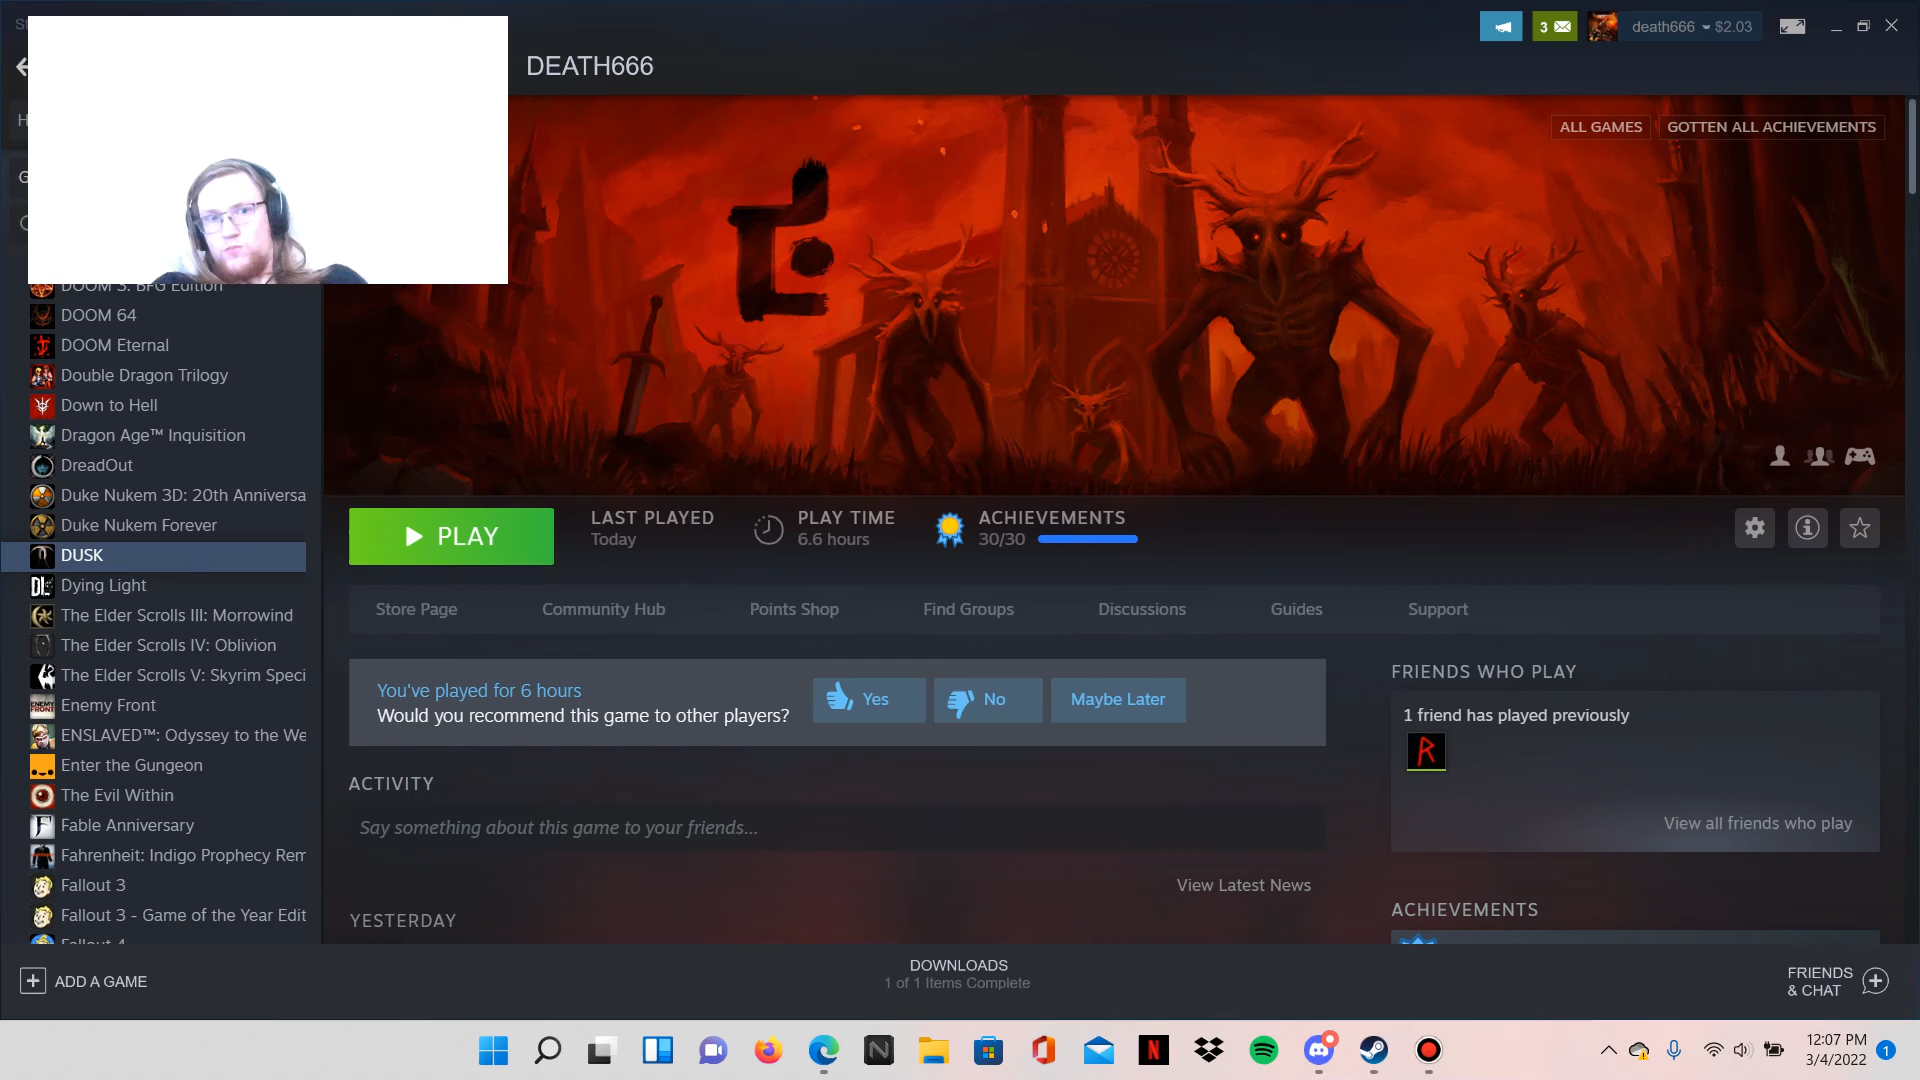 St
death666
$2.03
3
DEATH666
H
G
ALL GAMES
GOTTEN ALL ACHIEVEMENTS
DOOM 3: BFG Edition
DOOM 64
DOOM Eternal
Double Dragon Trilogy
Down to Hell
Dragon Age™ Inquisition
DreadOut
Duke Nukem 3D: 20th Anniversa
Duke Nukem Forever
DUSK
Dying Light
The Elder Scrolls III: Morrowind
The Elder Scrolls IV: Oblivion
The Elder Scrolls V: Skyrim Speci
Enemy Front
ENSLAVED™: Odyssey to the We
Enter the Gungeon
The Evil Within
Fable Anniversary
Fahrenheit: Indigo Prophecy Rem
Fallout 3
Fallout 3 - Game of the Year Edit
Fallout 4
PLAY
LAST PLAYED
Today
PLAY TIME
6.6 hours
ACHIEVEMENTS
30/30
Store Page
Community Hub
Points Shop
Find Groups
Discussions
Guides
Support
You've played for 6 hours
Would you recommend this game to other players?
Yes
No
Maybe Later
ACTIVITY
Say something about this game to your friends...
View Latest News
YESTERDAY
FRIENDS WHO PLAY
1 friend has played previously
View all friends who play
ACHIEVEMENTS
ADD A GAME
DOWNLOADS
1 of 1 Items Complete
FRIENDS
& CHAT
12:07 PM
3/4/2022
1